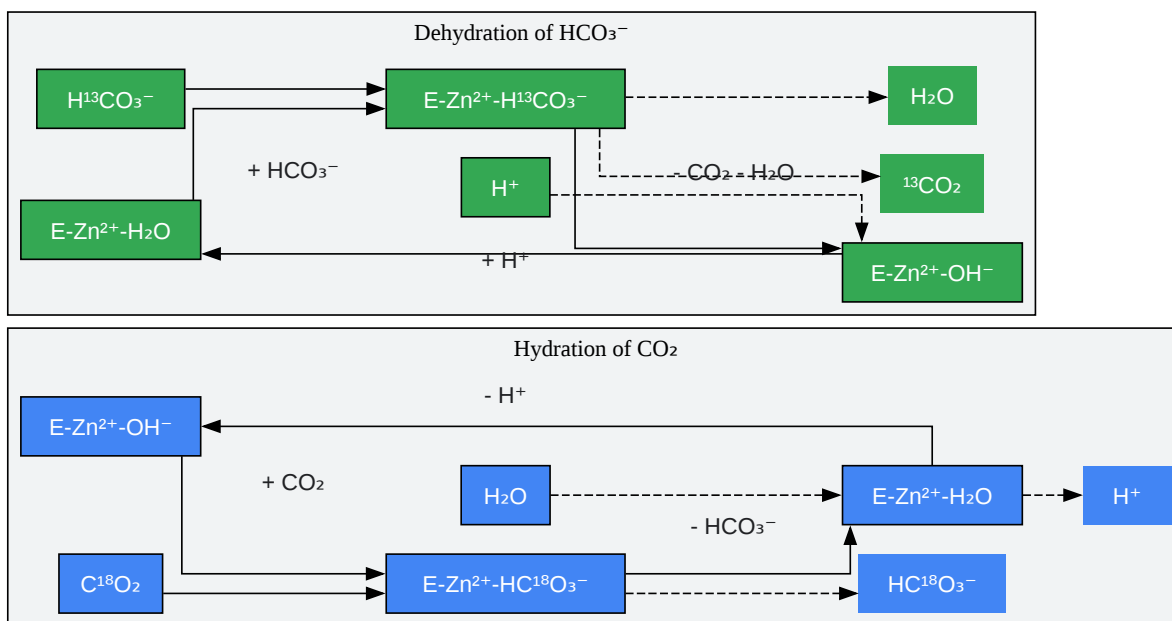 Dehydration of HCO₃⁻
H¹³CO₃⁻
E-Zn²⁺-H¹³CO₃⁻
H₂O
+ HCO₃⁻
H⁺
- CO₂ - H₂O
¹³CO₂
E-Zn²⁺-H₂O
+ H⁺
E-Zn²⁺-OH⁻
Hydration of CO₂
- H⁺
E-Zn²⁺-OH⁻
+ CO₂
H₂O
E-Zn²⁺-H₂O
H⁺
- HCO₃⁻
C¹⁸O₂
E-Zn²⁺-HC¹⁸O₃⁻
HC¹⁸O₃⁻